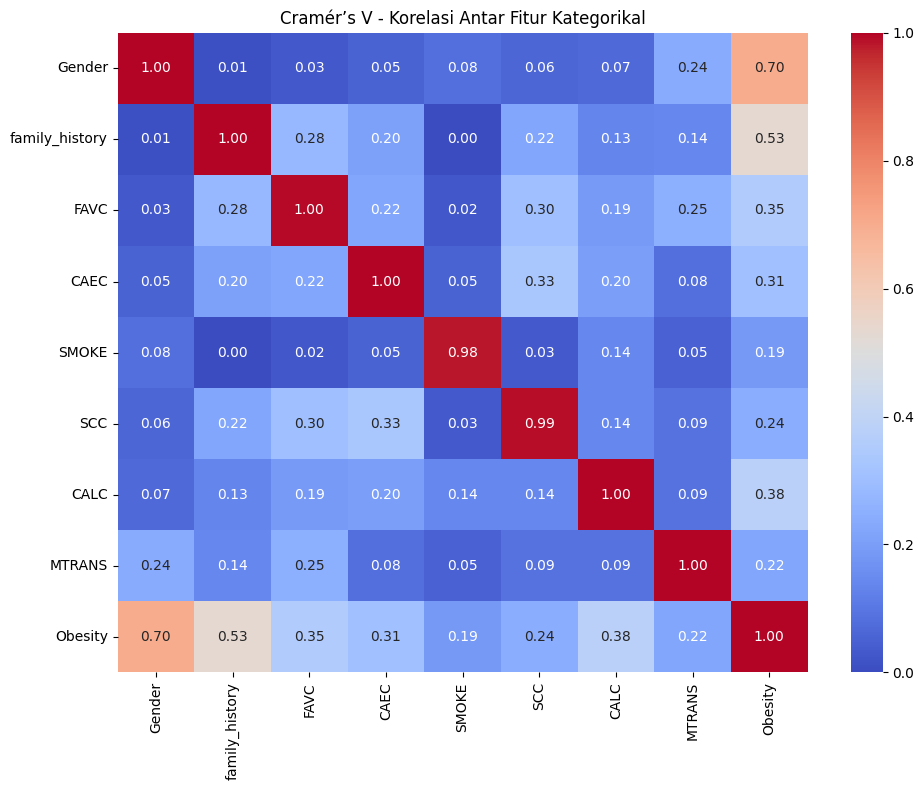 Cramér’s V - Korelasi Antar Fitur Kategorikal
Gender 1.00 0.01 0.03 0.05 0.08 0.06 0.07 0.24 0.70
family_history 0.01 1.00 0.28 0.20 0.00 0.22 0.13 0.14 0.53
FAVC 0.03 0.28 1.00 0.22 0.02 0.30 0.19 0.25 0.35
CAEC 0.05 0.20 0.22 1.00 0.05 0.33 0.20 0.08 0.31
SMOKE 0.08 0.00 0.02 0.05 0.98 0.03 0.14 0.05 0.19
SCC 0.06 0.22 0.30 0.33 0.03 0.99 0.14 0.09 0.24
CALC 0.07 0.13 0.19 0.20 0.14 0.14 1.00 0.09 0.38
MTRANS 0.24 0.14 0.25 0.08 0.05 0.09 0.09 1.00 0.22
Obesity 0.70 0.53 0.35 0.31 0.19 0.24 0.38 0.22 1.00
Gender family_history FAVC CAEC SMOKE SCC CALC MTRANS Obesity
1.0
0.8
0.6
0.4
0.2
0.0